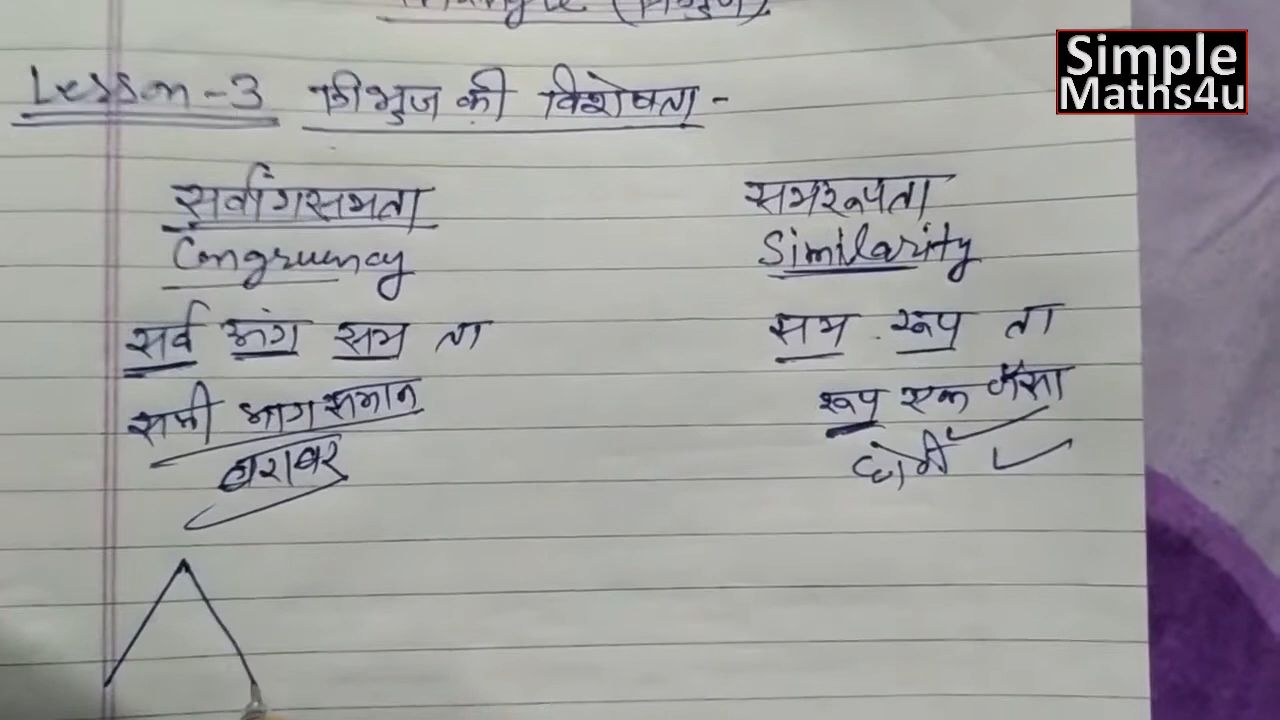 Triangle (त्रिभुज)
Simple
Maths4u
Lesson-3 त्रीभुज की विशेषता -
सर्वांगसमता
Congruency
सर्व अंग सम ता
सभी भाग समान
बराबर
समरूपता
Similarity
सम रूप ता
रूप एक जैसा
होगें